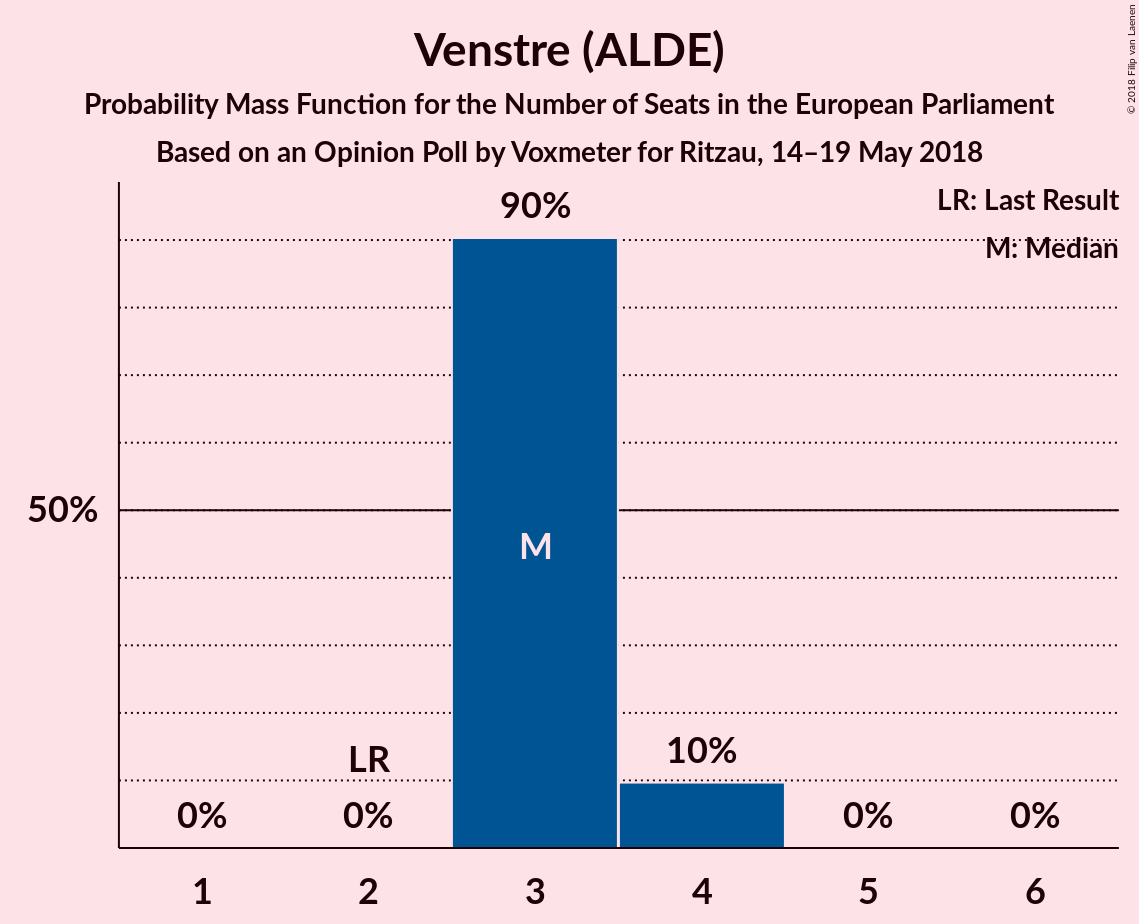 Venstre (ALDE)
Probability Mass Function for the Number of Seats in the European Parliament
Based on an Opinion Poll by Voxmeter for Ritzau, 14–19 May 2018
© 2018 Filip van Laenen
LR: Last Result
M: Median
90%
50%
M
LR
10%
0%
0%
0%
0%
1
2
3
4
5
6